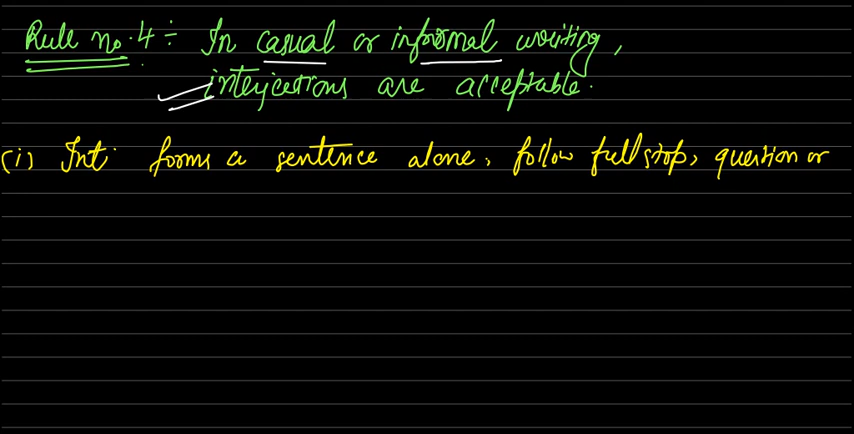 Rule no. 4 ÷ In casual or informal writing,
interjections are acceptable.
(i) Int. forms a sentence alone, follow full stop, question or